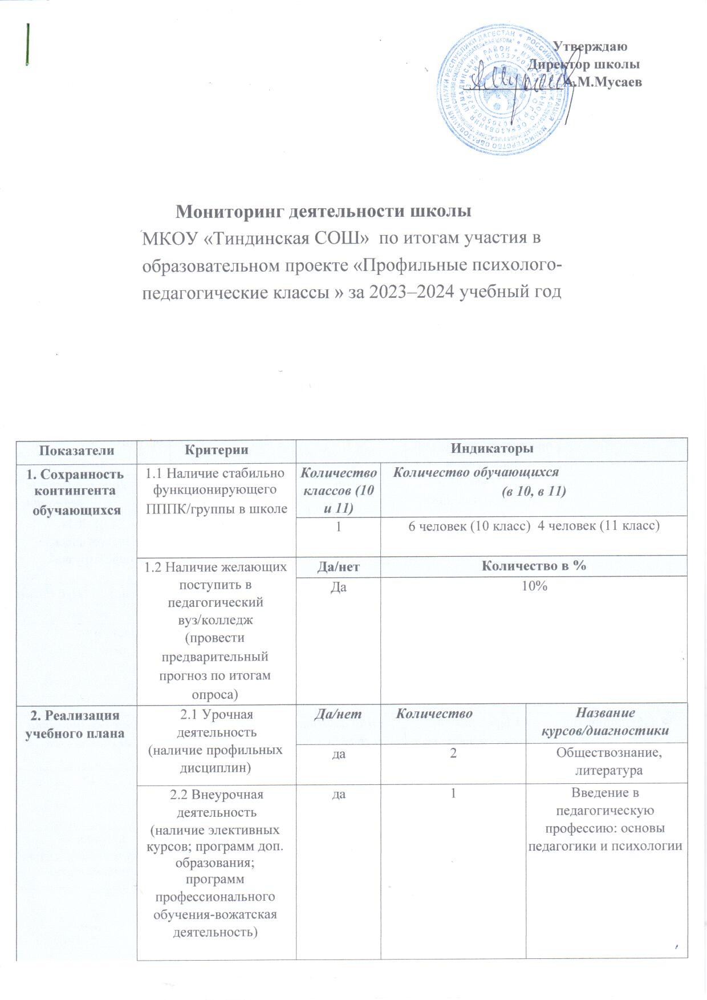 Утверждаю
Директор школы
А.М.Мусаев
Мониторинг деятельности школы
МКОУ «Тиндинская СОШ» по итогам участия в
образовательном проекте «Профильные психолого-
педагогические классы » за 2023–2024 учебный год
Показатели Критерии Индикаторы
1. Сохранность
контингента
обучающихся
1.1 Наличие стабильно
функционирующего
ПППК/группы в школе
Количество
классов (10
и 11)
Количество обучающихся
(в 10, в 11)
1
6 человек (10 класс) 4 человек (11 класс)
1.2 Наличие желающих
поступить в
педагогический
вуз/колледж
(провести
предварительный
прогноз по итогам
опроса)
Да/нет
Количество в %
Да
10%
2. Реализация
учебного плана
2.1 Урочная
деятельность
(наличие профильных
дисциплин)
Да/нет
Количество
Название
курсов/диагностики
да
2
Обществознание,
литература
2.2 Внеурочная
деятельность
(наличие элективных
курсов; программ доп.
образования;
программ
профессионального
обучения-вожатская
деятельность)
да
1
Введение в
педагогическую
профессию: основы
педагогики и психологии